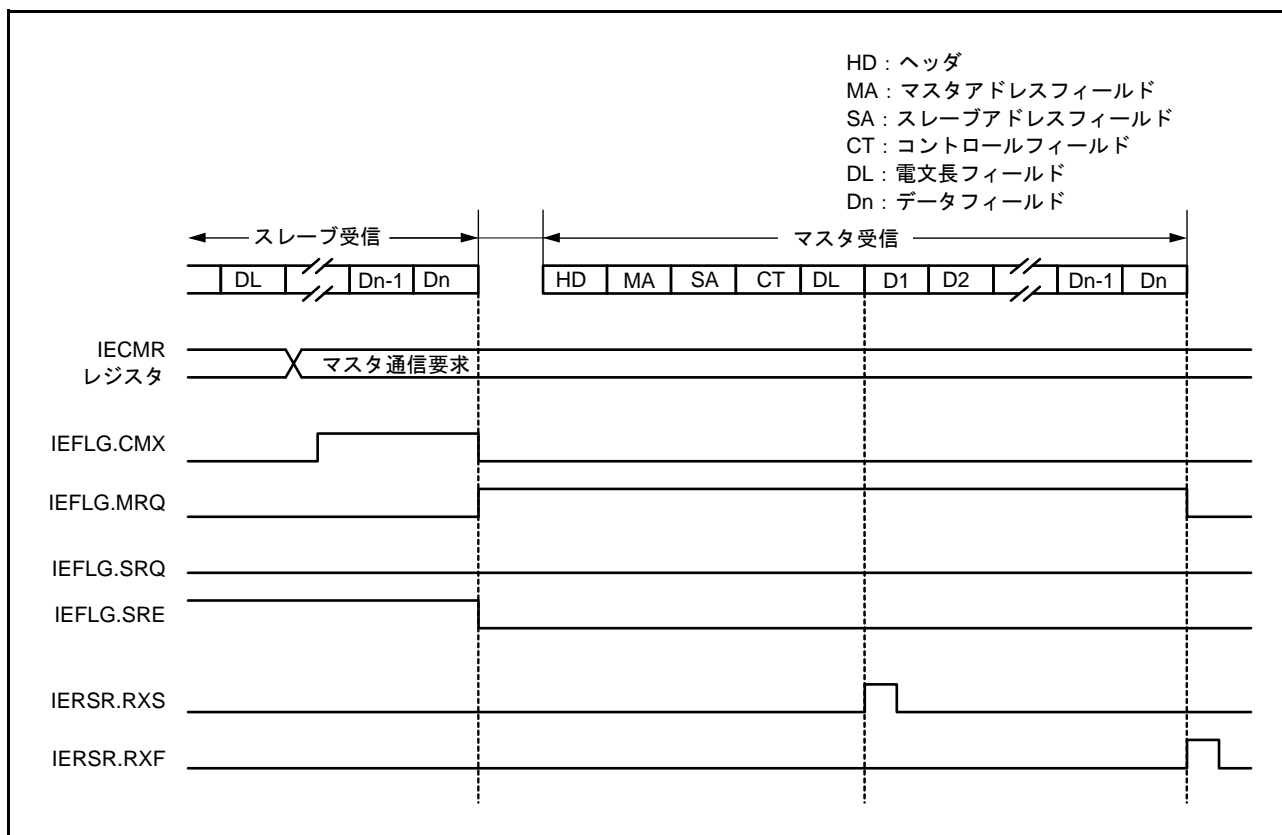 HD：ヘッダ
MA：マスタアドレスフィールド
SA：スレーブアドレスフィールド
CT：コントロールフィールド
DL：電文長フィールド
Dn：データフィールド
スレーブ受信
マスタ受信
DL Dn-1 Dn HD MA SA CT DL D1 D2 Dn-1 Dn
IECMR
レジスタ
マスタ通信要求
IEFLG.CMX
IEFLG.MRQ
IEFLG.SRQ
IEFLG.SRE
IERSR.RXS
IERSR.RXF